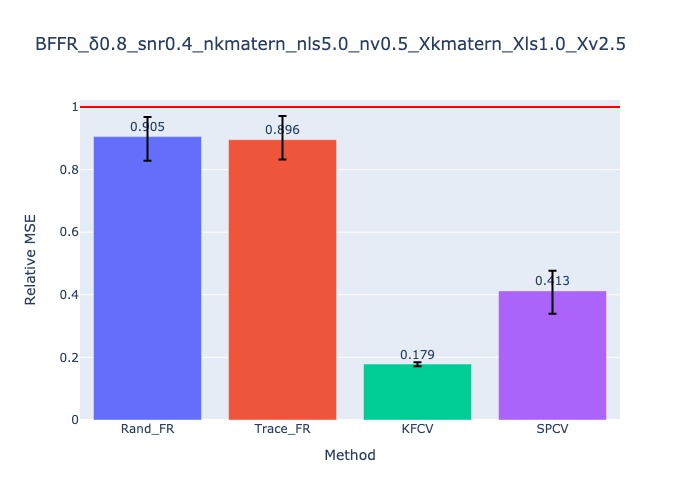 BFFR_δ0.8_snr0.4_nkmatern_nls5.0_nv0.5_Xkmatern_Xls1.0_Xv2.5
1
0.8
0.6
0.4
0.2
0
Relative MSE
0.905
0.896
0.179
0.413
Rand_FR
Trace_FR
KFCV
SPCV
Method